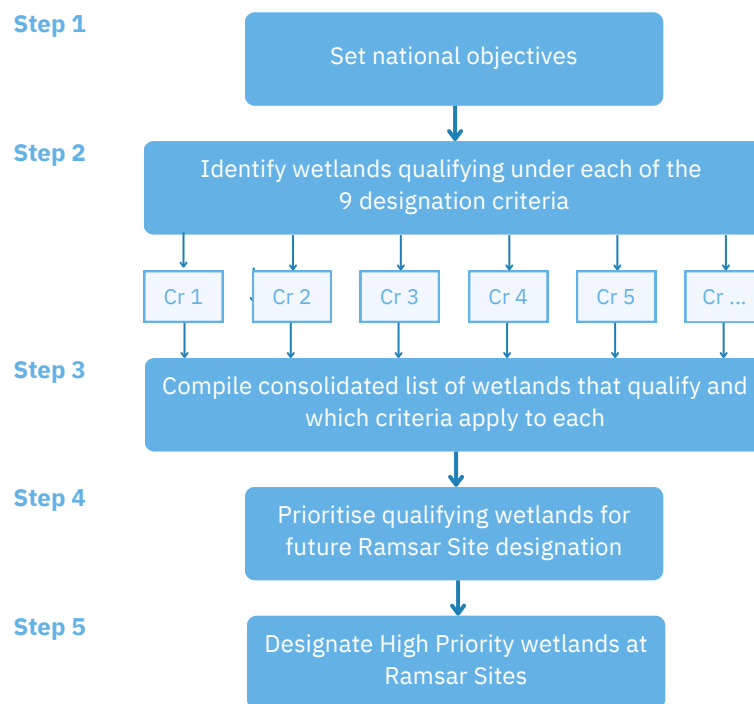 Step 1
Set national objectives
Step 2
Identify wetlands qualifying under each of the
9 designation criteria
Cr 1
Cr 2
Cr 3
Cr 4
Cr 5
Cr ...
Step 3
Compile consolidated list of wetlands that qualify and
which criteria apply to each
Step 4
Prioritise qualifying wetlands for
future Ramsar Site designation
Step 5
Designate High Priority wetlands at
Ramsar Sites